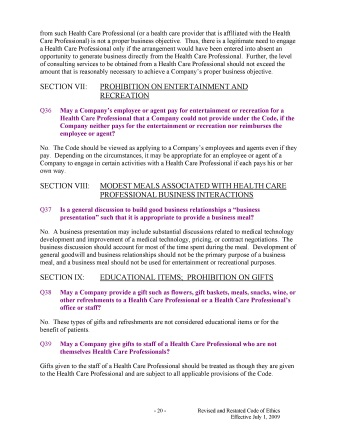 from such Health Care Professional (or a health care provider that is affiliated with the Health
Care Professional) is not a proper business objective.  Thus, there is a legitimate need to engage
a Health Care Professional only if the arrangement would have been entered into absent an
opportunity to generate business directly from the Health Care Professional.  Further, the level
of consulting services to be obtained from a Health Care Professional should not exceed the
amount that is reasonably necessary to achieve a Company's proper business objective.
SECTION VII: PROHIBITION ON ENTERTAINMENT AND
RECREATION
Q36 May a Company's employee or agent pay for entertainment or recreation for a
Health Care Professional that a Company could not provide under the Code, if the
Company neither pays for the entertainment or recreation nor reimburses the
employee or agent?
No.  The Code should be viewed as applying to a Company's employees and agents even if they
pay.  Depending on the circumstances, it may be appropriate for an employee or agent of a
Company to engage in certain activities with a Health Care Professional if each pays his or her
own way.
SECTION VIII: MODEST MEALS ASSOCIATED WITH HEALTH CARE
PROFESSIONAL BUSINESS INTERACTIONS
Q37 Is a general discussion to build good business relationships a "business
presentation" such that it is appropriate to provide a business meal?
No.  A business presentation may include substantial discussions related to medical technology
development and improvement of a medical technology, pricing, or contract negotiations.  The
business discussion should account for most of the time spent during the meal.  Development of
general goodwill and business relationships should not be the primary purpose of a business
meal, and a business meal should not be used for entertainment or recreational purposes.
SECTION IX: EDUCATIONAL ITEMS; PROHIBITION ON GIFTS
Q38 May a Company provide a gift such as flowers, gift baskets, meals, snacks, wine, or
other refreshments to a Health Care Professional or a Health Care Professional's
office or staff?
No.  These types of gifts and refreshments are not considered educational items or for the
benefit of patients.
Q39 May a Company give gifts to staff of a Health Care Professional who are not
themselves Health Care Professionals?
Gifts given to the staff of a Health Care Professional should be treated as though they are given
to the Health Care Professional and are subject to all applicable provisions of the Code.
- 20 - Revised and Restated Code of Ethics
Effective July 1, 2009